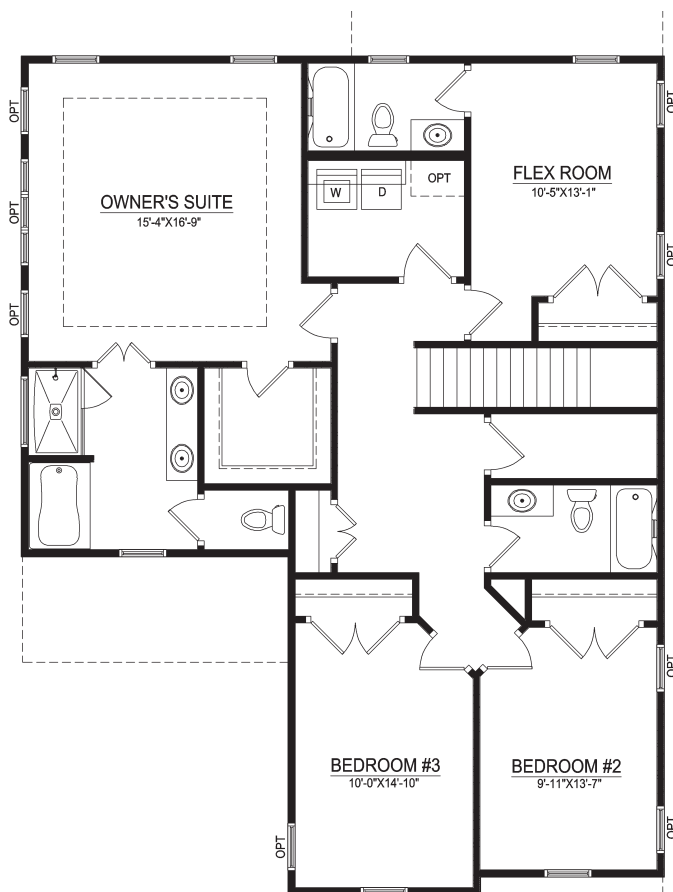 OPT
OPT
OPT
OWNER'S SUITE
15'-4"X16'-9"
W
D
OPT
FLEX ROOM
10'-5"X13'-1"
OPT
OPT
BEDROOM #3
10'-0"X14'-10"
OPT
BEDROOM #2
9'-11"X13'-7"
OPT
OPT